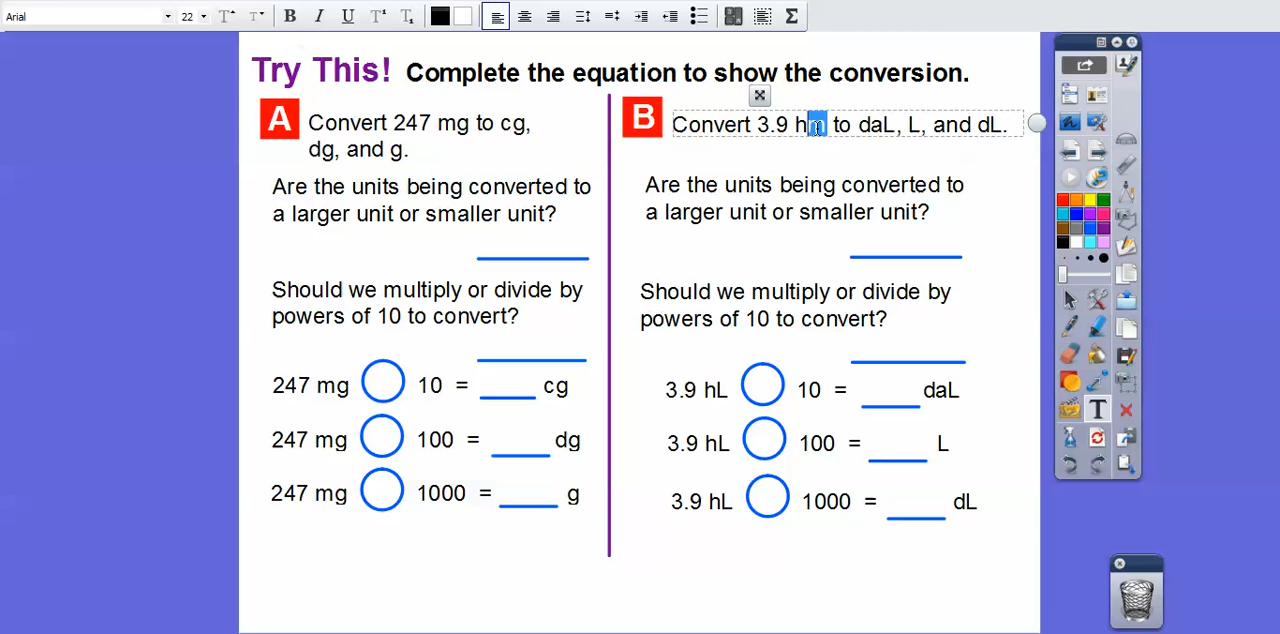 Arial 22 T T B I U T¹ T₁ Σ
Try This! Complete the equation to show the conversion.
A Convert 247 mg to cg,
dg, and g.
Are the units being converted to
a larger unit or smaller unit?
Should we multiply or divide by
powers of 10 to convert?
247 mg 10 = cg
247 mg 100 = dg
247 mg 1000 = g
B Convert 3.9 hm to daL, L, and dL.
Are the units being converted to
a larger unit or smaller unit?
Should we multiply or divide by
powers of 10 to convert?
3.9 hL 10 = daL
3.9 hL 100 = L
3.9 hL 1000 = dL
T